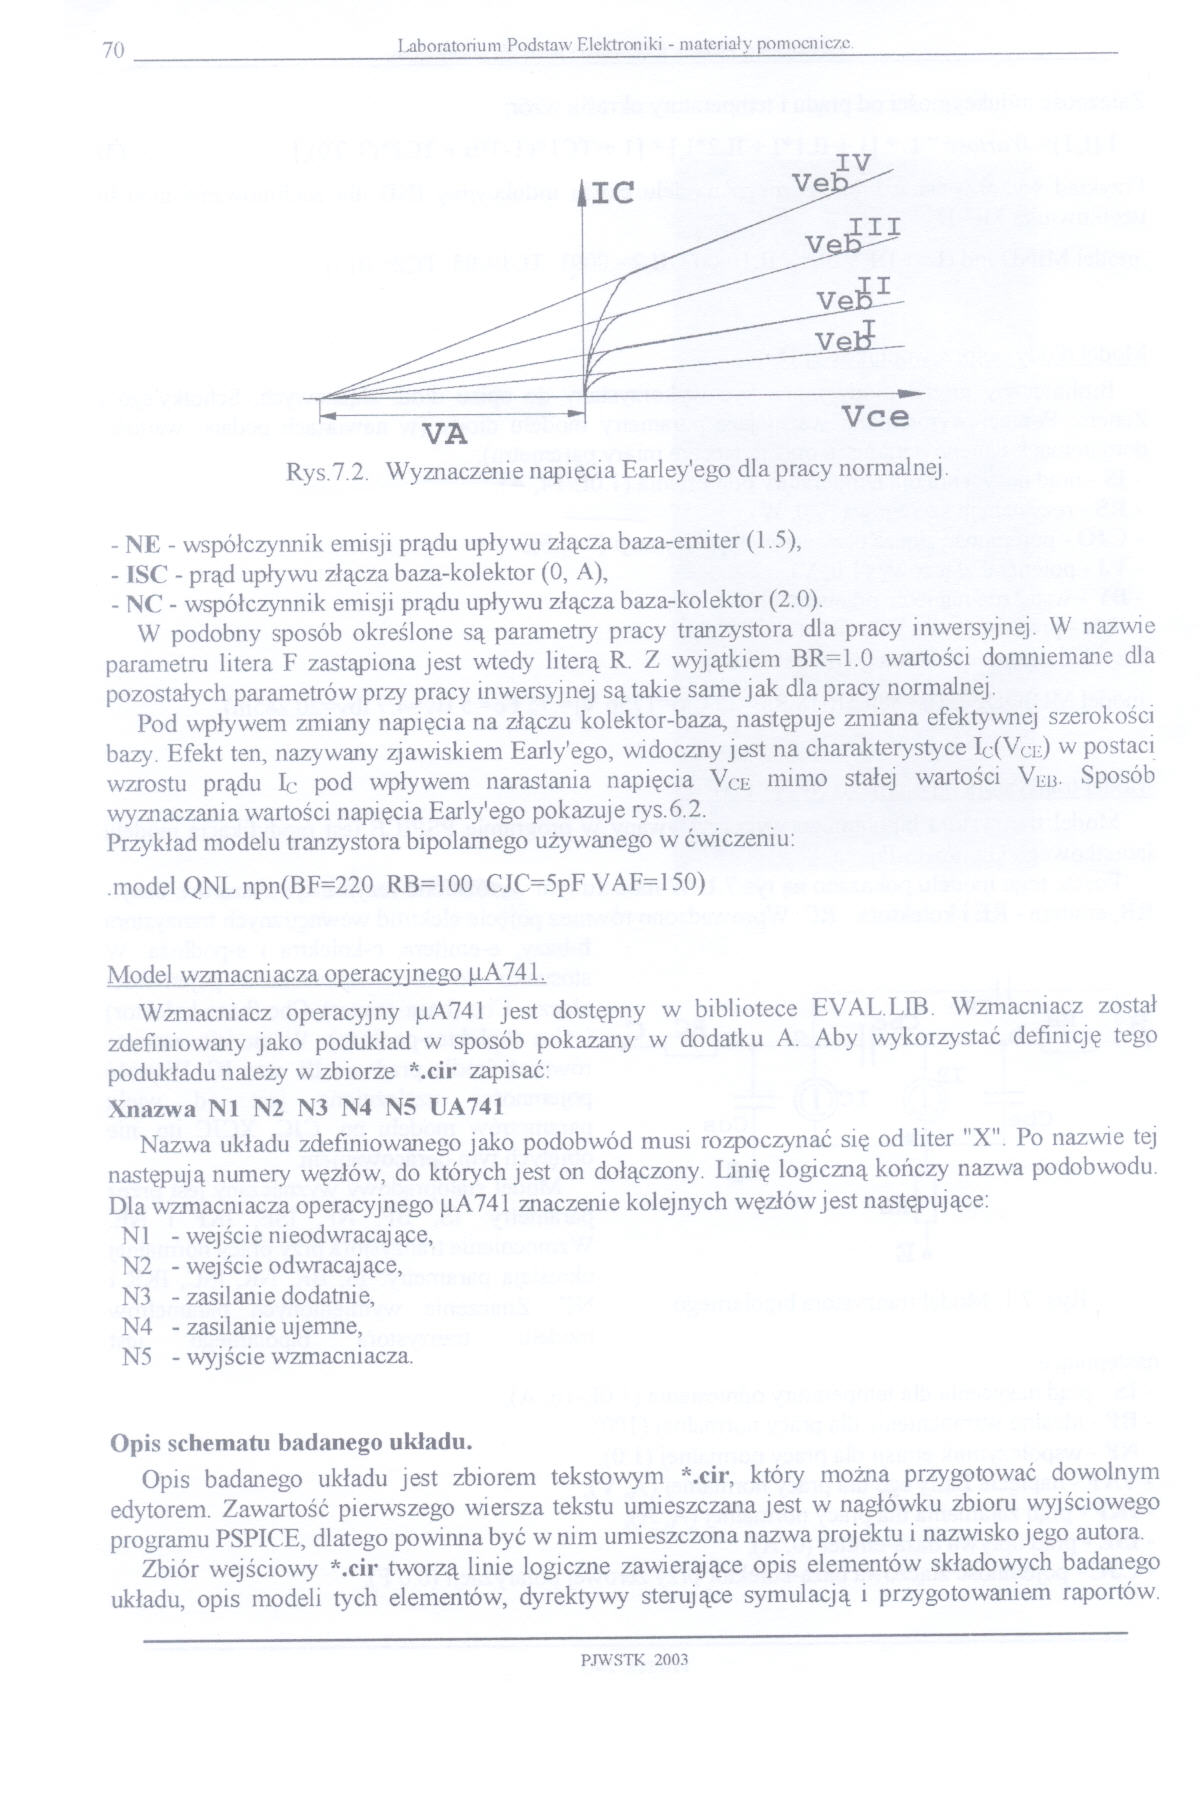 70 Laboratorium Podstaw Elektroniki - materiały pomocnicze
IC
IV
Veb
III
Veb
II
Veb
I
Veb
VA
Vce
Rys.7.2. Wyznaczenie napięcia Earley'ego dla pracy normalnej.
- NE - współczynnik emisji prądu upływu złącza baza-emiter (1.5),
- ISC - prąd upływu złącza baza-kolektor (0, A),
- NC - współczynnik emisji prądu upływu złącza baza-kolektor (2.0).
W podobny sposób określone są parametry pracy tranzystora dla pracy inwersyjnej. W nazwie
parametru litera F zastąpiona jest wtedy literą R. Z wyjątkiem BR=1.0 wartości domniemane dla
pozostałych parametrów przy pracy inwersyjnej są takie same jak dla pracy normalnej.
Pod wpływem zmiany napięcia na złączu kolektor-baza, następuje zmiana efektywnej szerokości
bazy. Efekt ten, nazywany zjawiskiem Early'ego, widoczny jest na charakterystyce IC(VCE) w postaci
wzrostu prądu IC pod wpływem narastania napięcia VCE mimo stałej wartości VEB. Sposób
wyznaczania wartości napięcia Early'ego pokazuje rys.6.2.
Przykład modelu tranzystora bipolarnego używanego w ćwiczeniu:
.model QNL npn(BF=220 RB=100 CJC=5pF VAF=150)
Model wzmacniacza operacyjnego µA741.
Wzmacniacz operacyjny µA741 jest dostępny w bibliotece EVAL.LIB. Wzmacniacz został
zdefiniowany jako podukład w sposób pokazany w dodatku A. Aby wykorzystać definicję tego
podukładu należy w zbiorze *.cir zapisać:
Xnazwa N1 N2 N3 N4 N5 UA741
Nazwa układu zdefiniowanego jako podobwód musi rozpoczynać się od liter "X". Po nazwie tej
następują numery węzłów, do których jest on dołączony. Linię logiczną kończy nazwa podobwodu.
Dla wzmacniacza operacyjnego µA741 znaczenie kolejnych węzłów jest następujące:
N1 - wejście nieodwracające,
N2 - wejście odwracające,
N3 - zasilanie dodatnie,
N4 - zasilanie ujemne,
N5 - wyjście wzmacniacza.
Opis schematu badanego układu.
Opis badanego układu jest zbiorem tekstowym *.cir, który można przygotować dowolnym
edytorem. Zawartość pierwszego wiersza tekstu umieszczana jest w nagłówku zbioru wyjściowego
programu PSPICE, dlatego powinna być w nim umieszczona nazwa projektu i nazwisko jego autora.
Zbiór wejściowy *.cir tworzą linie logiczne zawierające opis elementów składowych badanego
układu, opis modeli tych elementów, dyrektywy sterujące symulacją i przygotowaniem raportów.
PJWSTK 2003